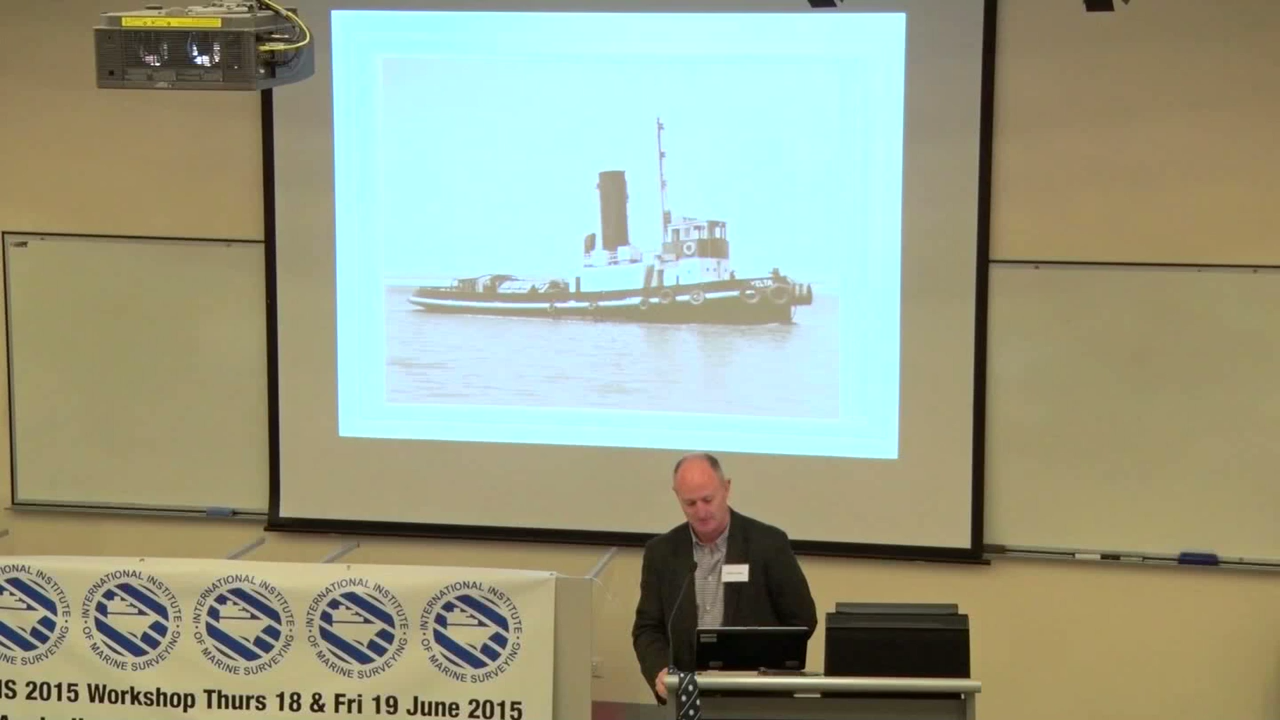 YELTA
INTERNATIONAL INSTITUTE OF MARINE SURVEYING
INTERNATIONAL INSTITUTE OF MARINE SURVEYING
INTERNATIONAL INSTITUTE OF MARINE SURVEYING
INTERNATIONAL INSTITUTE OF MARINE SURVEYING
INTERNATIONAL INSTITUTE OF MARINE SURVEYING
2015 Workshop Thurs 18 & Fri 19 June 2015